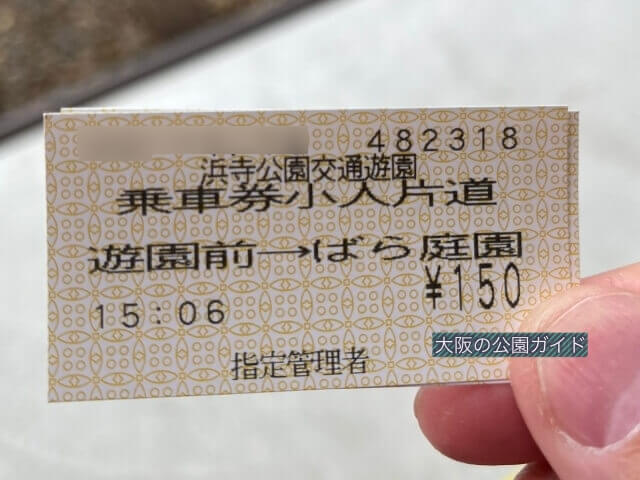 482318
浜寺公園交通遊園
乗車券小人片道
遊園前→ばら庭園
¥150
15:06
大阪の公園ガイド
指定管理者